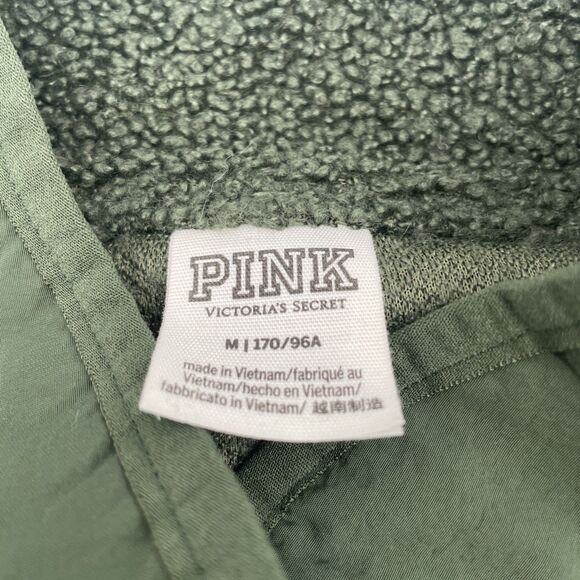 PINK
VICTORIA'S SECRET
M | 170/96A
made in Vietnam/fabriqué au
Vietnam/hecho en Vietnam/
fabbricato in Vietnam/ 越南制造